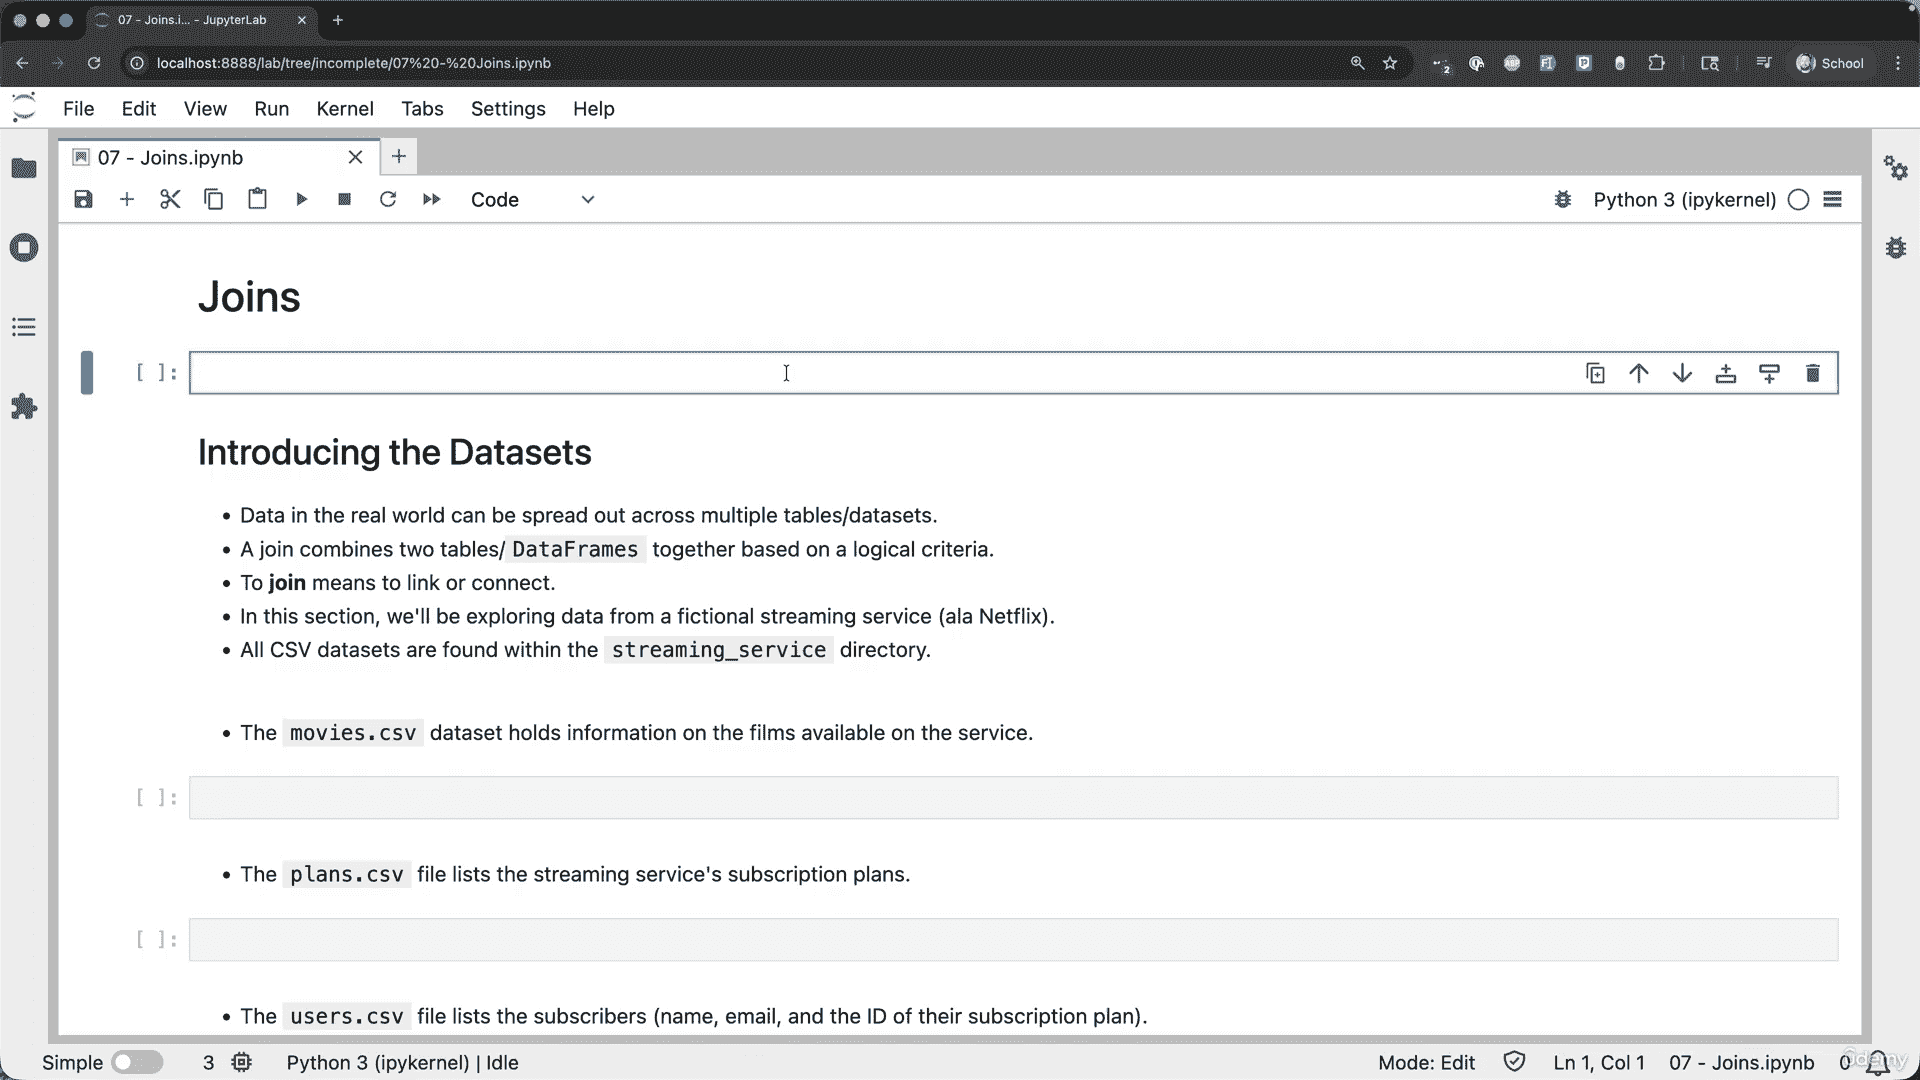 07 - Joins.i... - JupyterLab
localhost:8888/lab/tree/incomplete/07%20-%20Joins.ipynb
2
ABP
School
File Edit View Run Kernel Tabs Settings Help
07 - Joins.ipynb
Code
Python 3 (ipykernel)
Joins
[ ]:
Introducing the Datasets
• Data in the real world can be spread out across multiple tables/datasets.
• A join combines two tables/ DataFrames together based on a logical criteria.
• To join means to link or connect.
• In this section, we'll be exploring data from a fictional streaming service (ala Netflix).
• All CSV datasets are found within the streaming_service directory.
• The movies.csv dataset holds information on the films available on the service.
[ ]:
• The plans.csv file lists the streaming service's subscription plans.
[ ]:
• The users.csv file lists the subscribers (name, email, and the ID of their subscription plan).
Simple 3 Python 3 (ipykernel) | Idle Mode: Edit Ln 1, Col 1 07 - Joins.ipynb 0
udemy